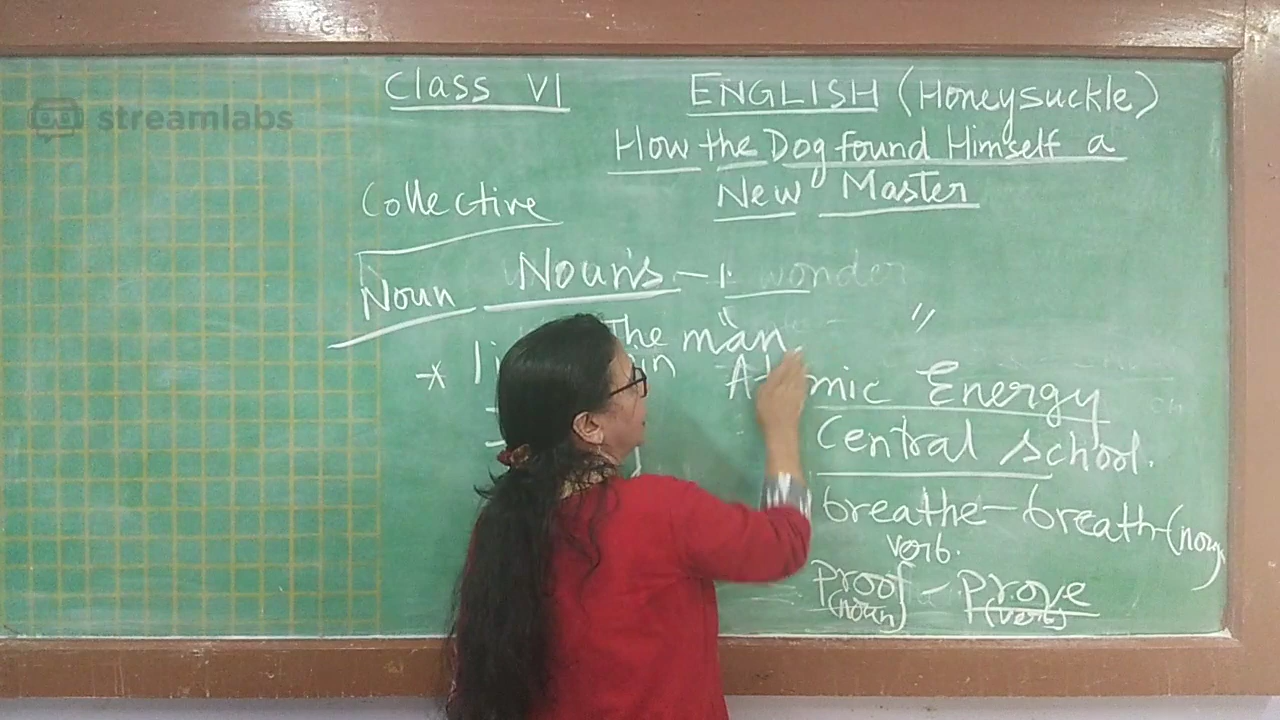 streamlabs
Class VI
ENGLISH (Honeysuckle)
How the Dog found Himself a
New Master
Collective
Noun
Nouns - 1. wonder
The man
*
Atomic Energy
Central school.
breathe - breath - (noun
verb.
proof - prove
(noun) (verb)